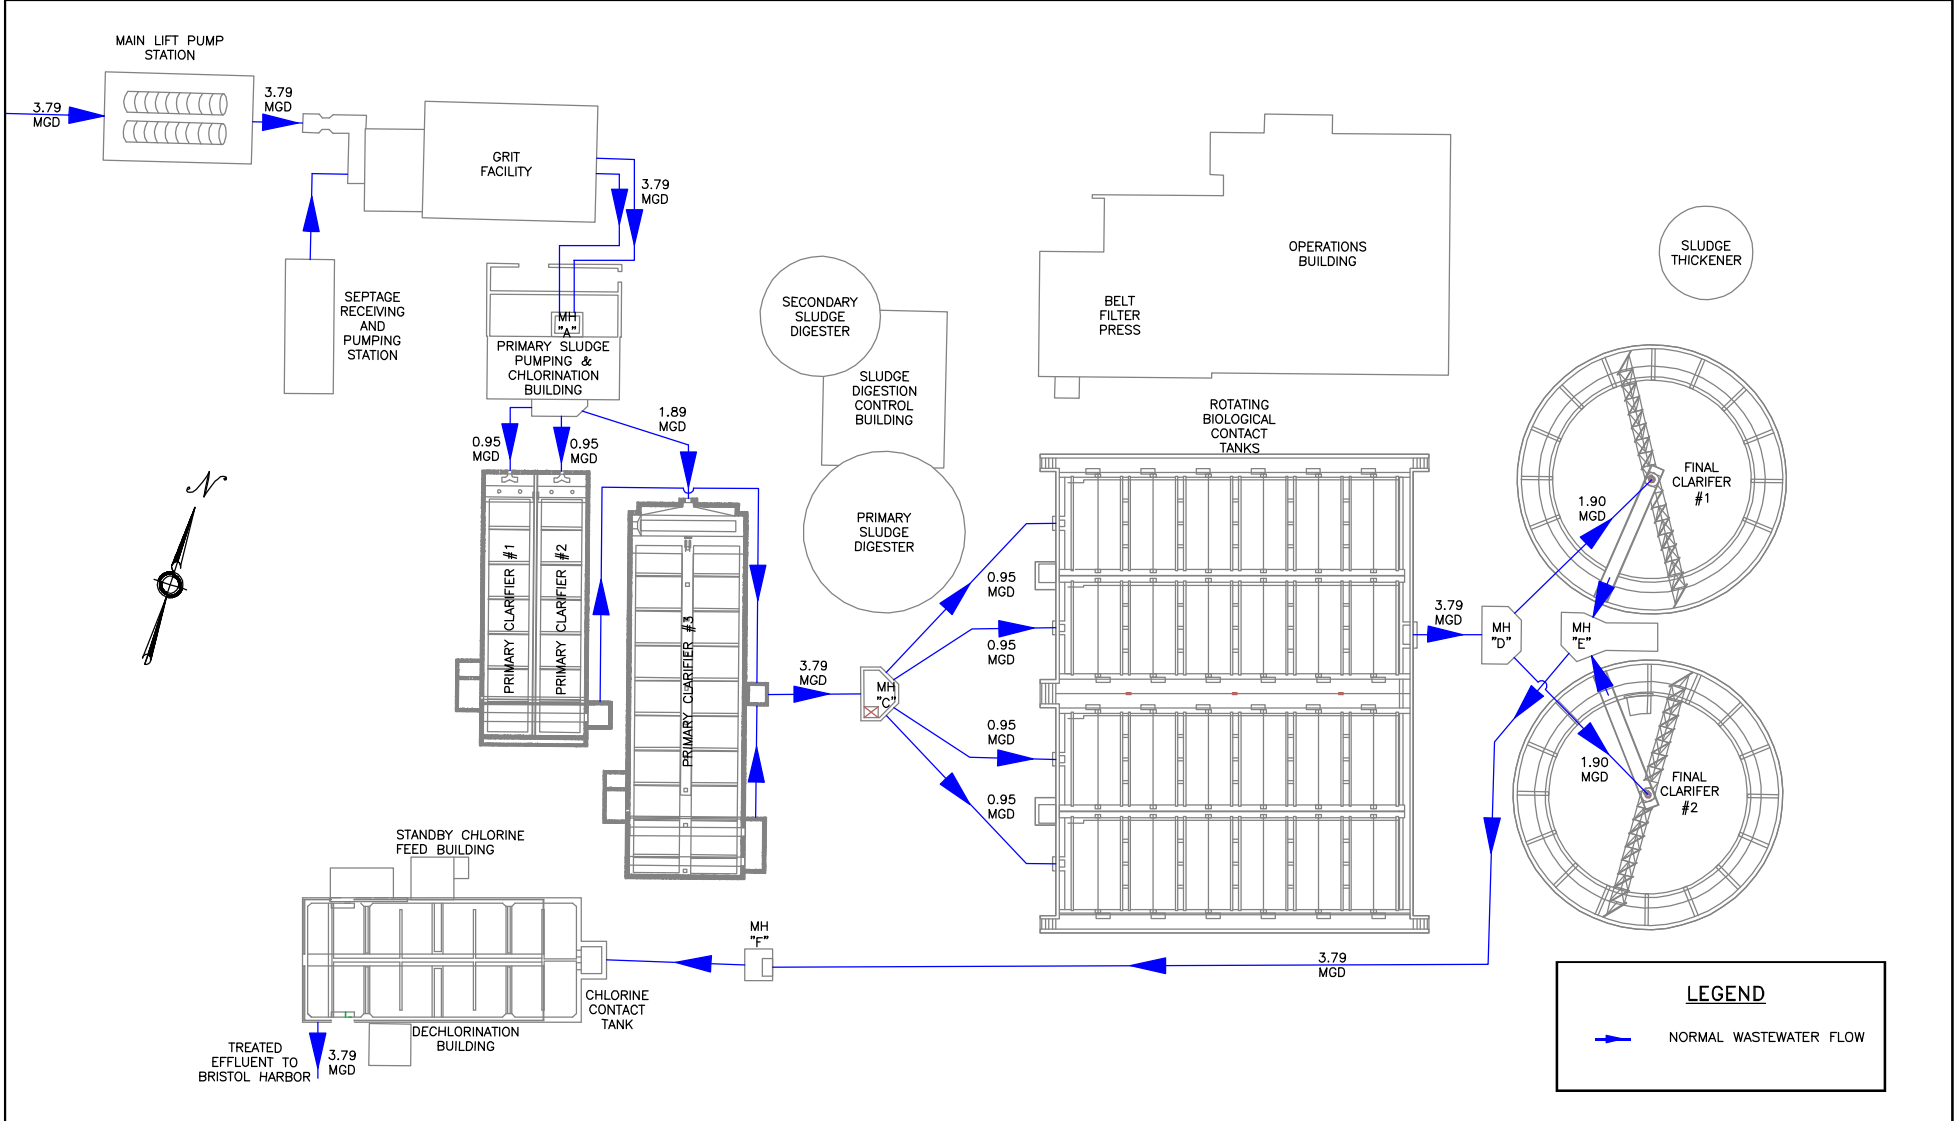 MAIN LIFT PUMP
STATION
3.79
MGD
3.79
MGD
GRIT
FACILITY
3.79
MGD
SEPTAGE
RECEIVING
AND
PUMPING
STATION
MH
"A"
PRIMARY SLUDGE
PUMPING &
CHLORINATION
BUILDING
0.95
MGD
0.95
MGD
1.89
MGD
SECONDARY
SLUDGE
DIGESTER
SLUDGE
DIGESTION
CONTROL
BUILDING
PRIMARY
SLUDGE
DIGESTER
OPERATIONS
BUILDING
BELT
FILTER
PRESS
SLUDGE
THICKENER
ROTATING
BIOLOGICAL
CONTACT
TANKS
N
PRIMARY CLARIFIER #1
PRIMARY CLARIFIER #2
PRIMARY CLARIFIER #3
3.79
MGD
MH
"C"
0.95
MGD
0.95
MGD
0.95
MGD
0.95
MGD
3.79
MGD
MH
"D"
MH
"E"
1.90
MGD
FINAL
CLARIFER
#1
1.90
MGD
FINAL
CLARIFER
#2
STANDBY CHLORINE
FEED BUILDING
MH
"F"
3.79
MGD
CHLORINE
CONTACT
TANK
DECHLORINATION
BUILDING
TREATED
EFFLUENT TO
BRISTOL HARBOR
3.79
MGD
LEGEND
NORMAL WASTEWATER FLOW